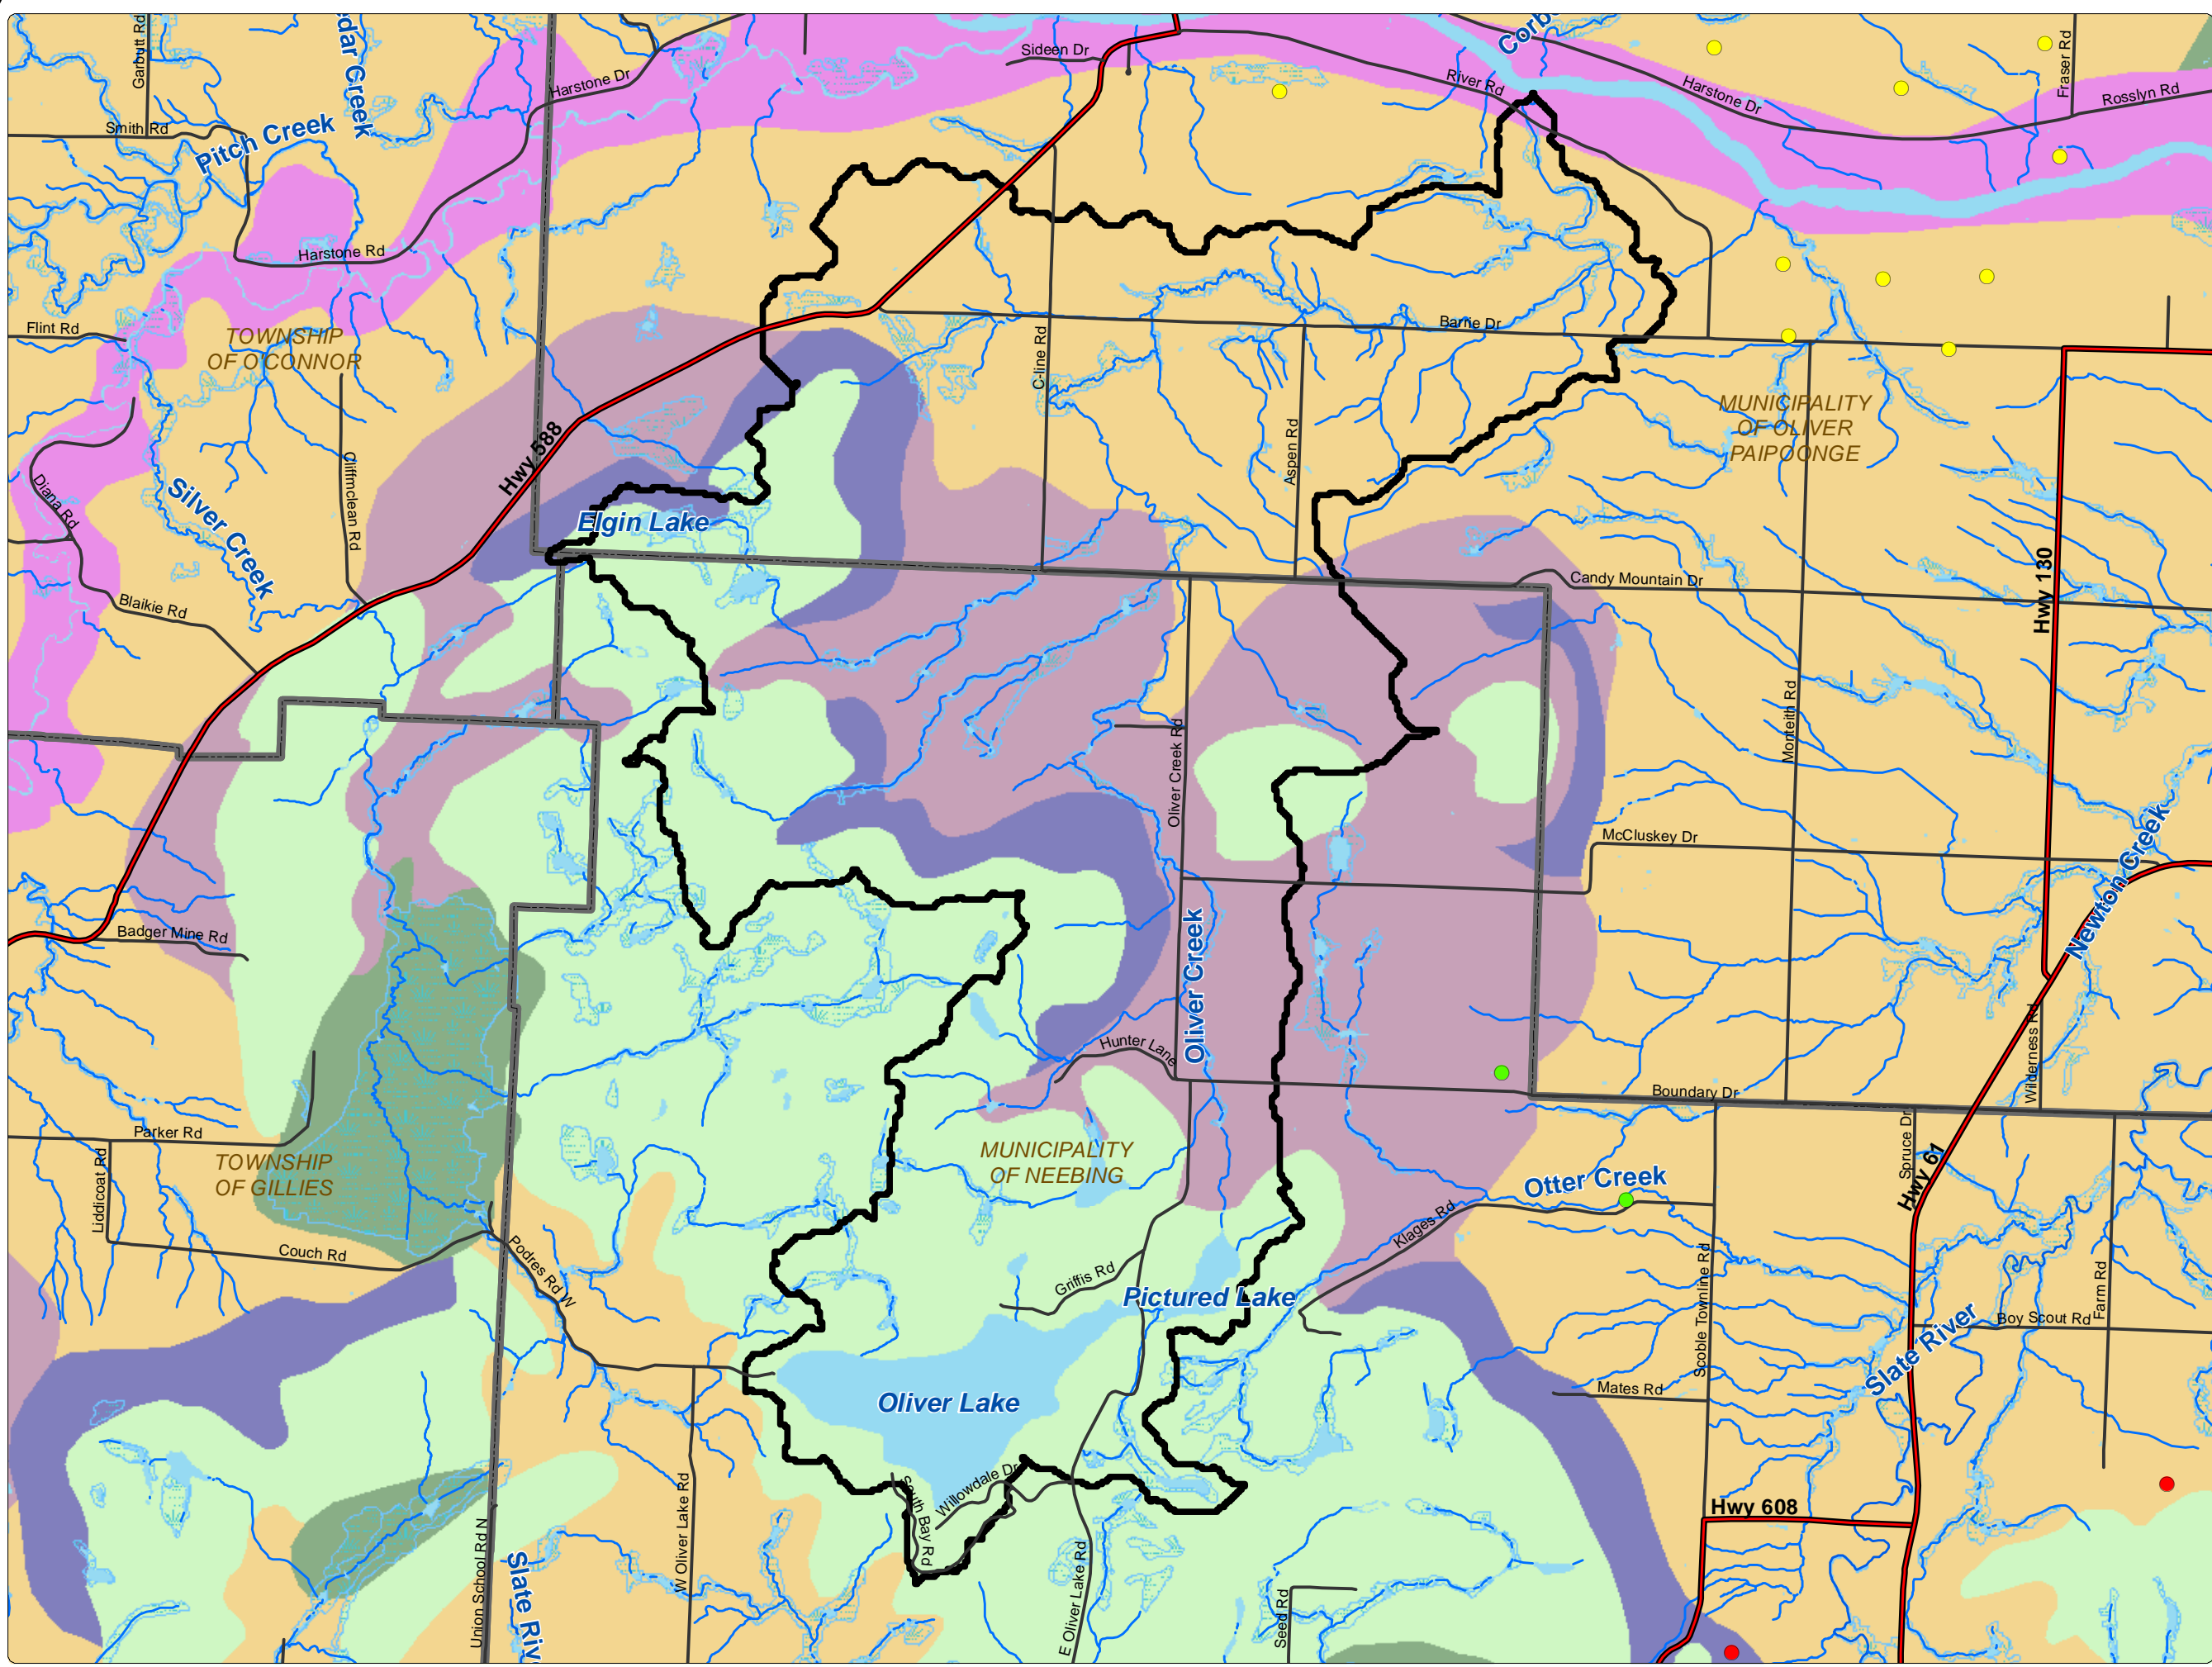 Garbutt Rd
edar Creek
Corb
Sideen Dr
Harstone Dr
River Rd
Harstone Dr
Fraser Rd
Rosslyn Rd
Smith Rd
Pitch Creek
Harstone Rd
Flint Rd
TOWNSHIP
OF O'CONNOR
Barrie Dr
C-line Rd
MUNICIPALITY
OF OLIVER
PAIPOONGE
Hwy 588
Cliffmclean Rd
Aspen Rd
Diana Rd
Silver Creek
Elgin Lake
Candy Mountain Dr
Hwy 130
Blaikie Rd
Oliver Creek Rd
Monteith Rd
McCluskey Dr
Newton Creek
Badger Mine Rd
Oliver Creek
Hunter Lane
Wilderness Rd
Boundary Dr
Parker Rd
MUNICIPALITY
OF NEEBING
TOWNSHIP
OF GILLIES
Liddicoat Rd
Spruce Dr
Hwy 61
Otter Creek
Klages Rd
Couch Rd
Podres Rd W
Griffis Rd
Pictured Lake
Scoble Townline Rd
Farm Rd
Boy Scout Rd
Slate River
Mates Rd
Oliver Lake
South Bay Rd
Willowdale Dr
Hwy 608
W Oliver Lake Rd
Union School Rd N
Slate Riv
E Oliver Lake Rd
Seed Rd